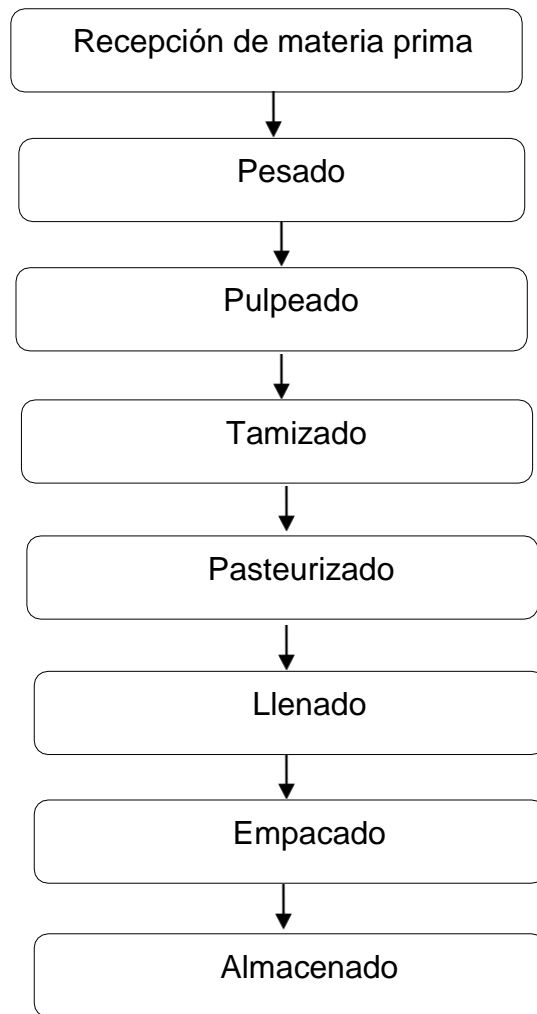 Recepción de materia prima
Pesado
Pulpeado
Tamizado
Pasteurizado
Llenado
Empacado
Almacenado